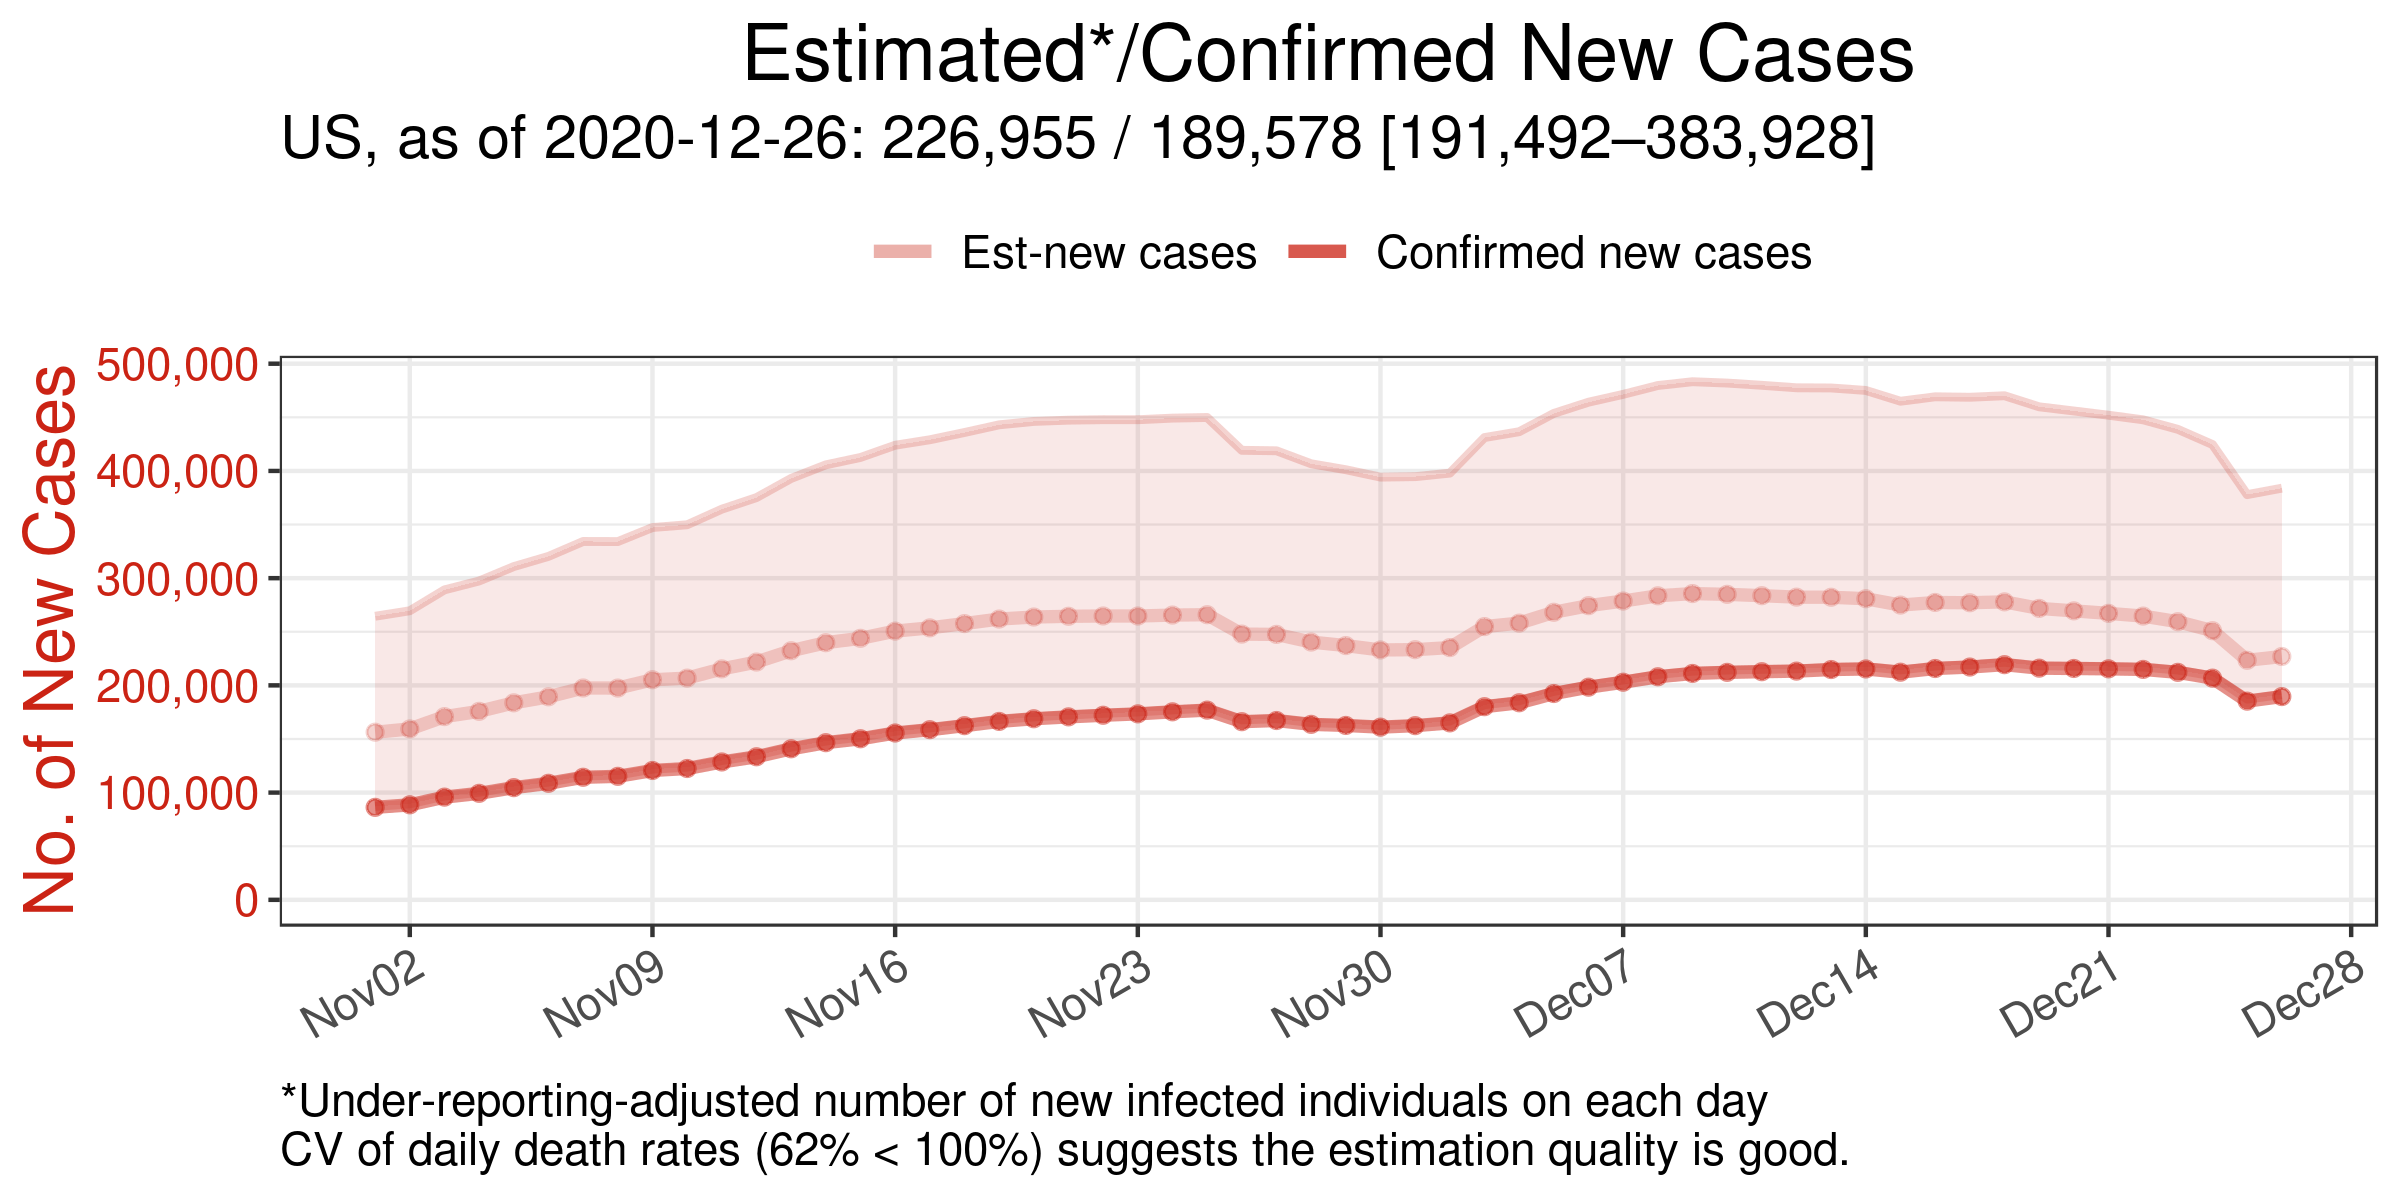 Estimated*/Confirmed New Cases
US, as of 2020-12-26: 226,955 / 189,578 [191,492–383,928]
Est-new cases Confirmed new cases
No. of New Cases
500,000
400,000
300,000
200,000
100,000
0
Nov02 Nov09 Nov16 Nov23 Nov30 Dec07 Dec14 Dec21 Dec28
*Under-reporting-adjusted number of new infected individuals on each day
CV of daily death rates (62% < 100%) suggests the estimation quality is good.